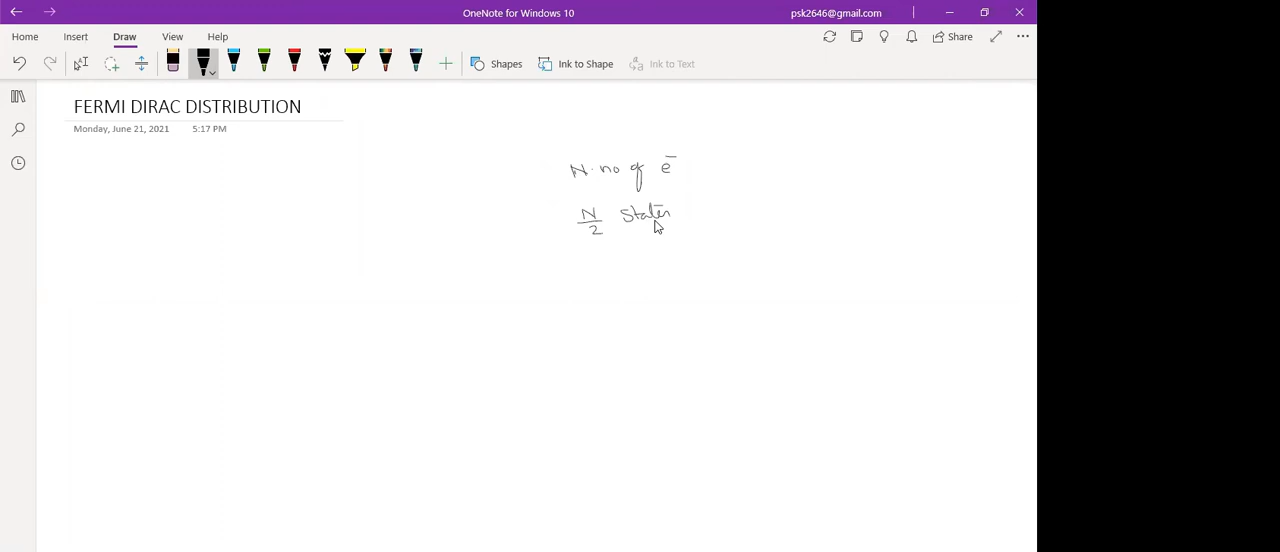 OneNote for Windows 10
psk2646@gmail.com
Home Insert Draw View Help
Share
Shapes Ink to Shape Ink to Text
FERMI DIRAC DISTRIBUTION
Monday, June 21, 2021 5:17 PM
N. no of e⁻
N/2 States